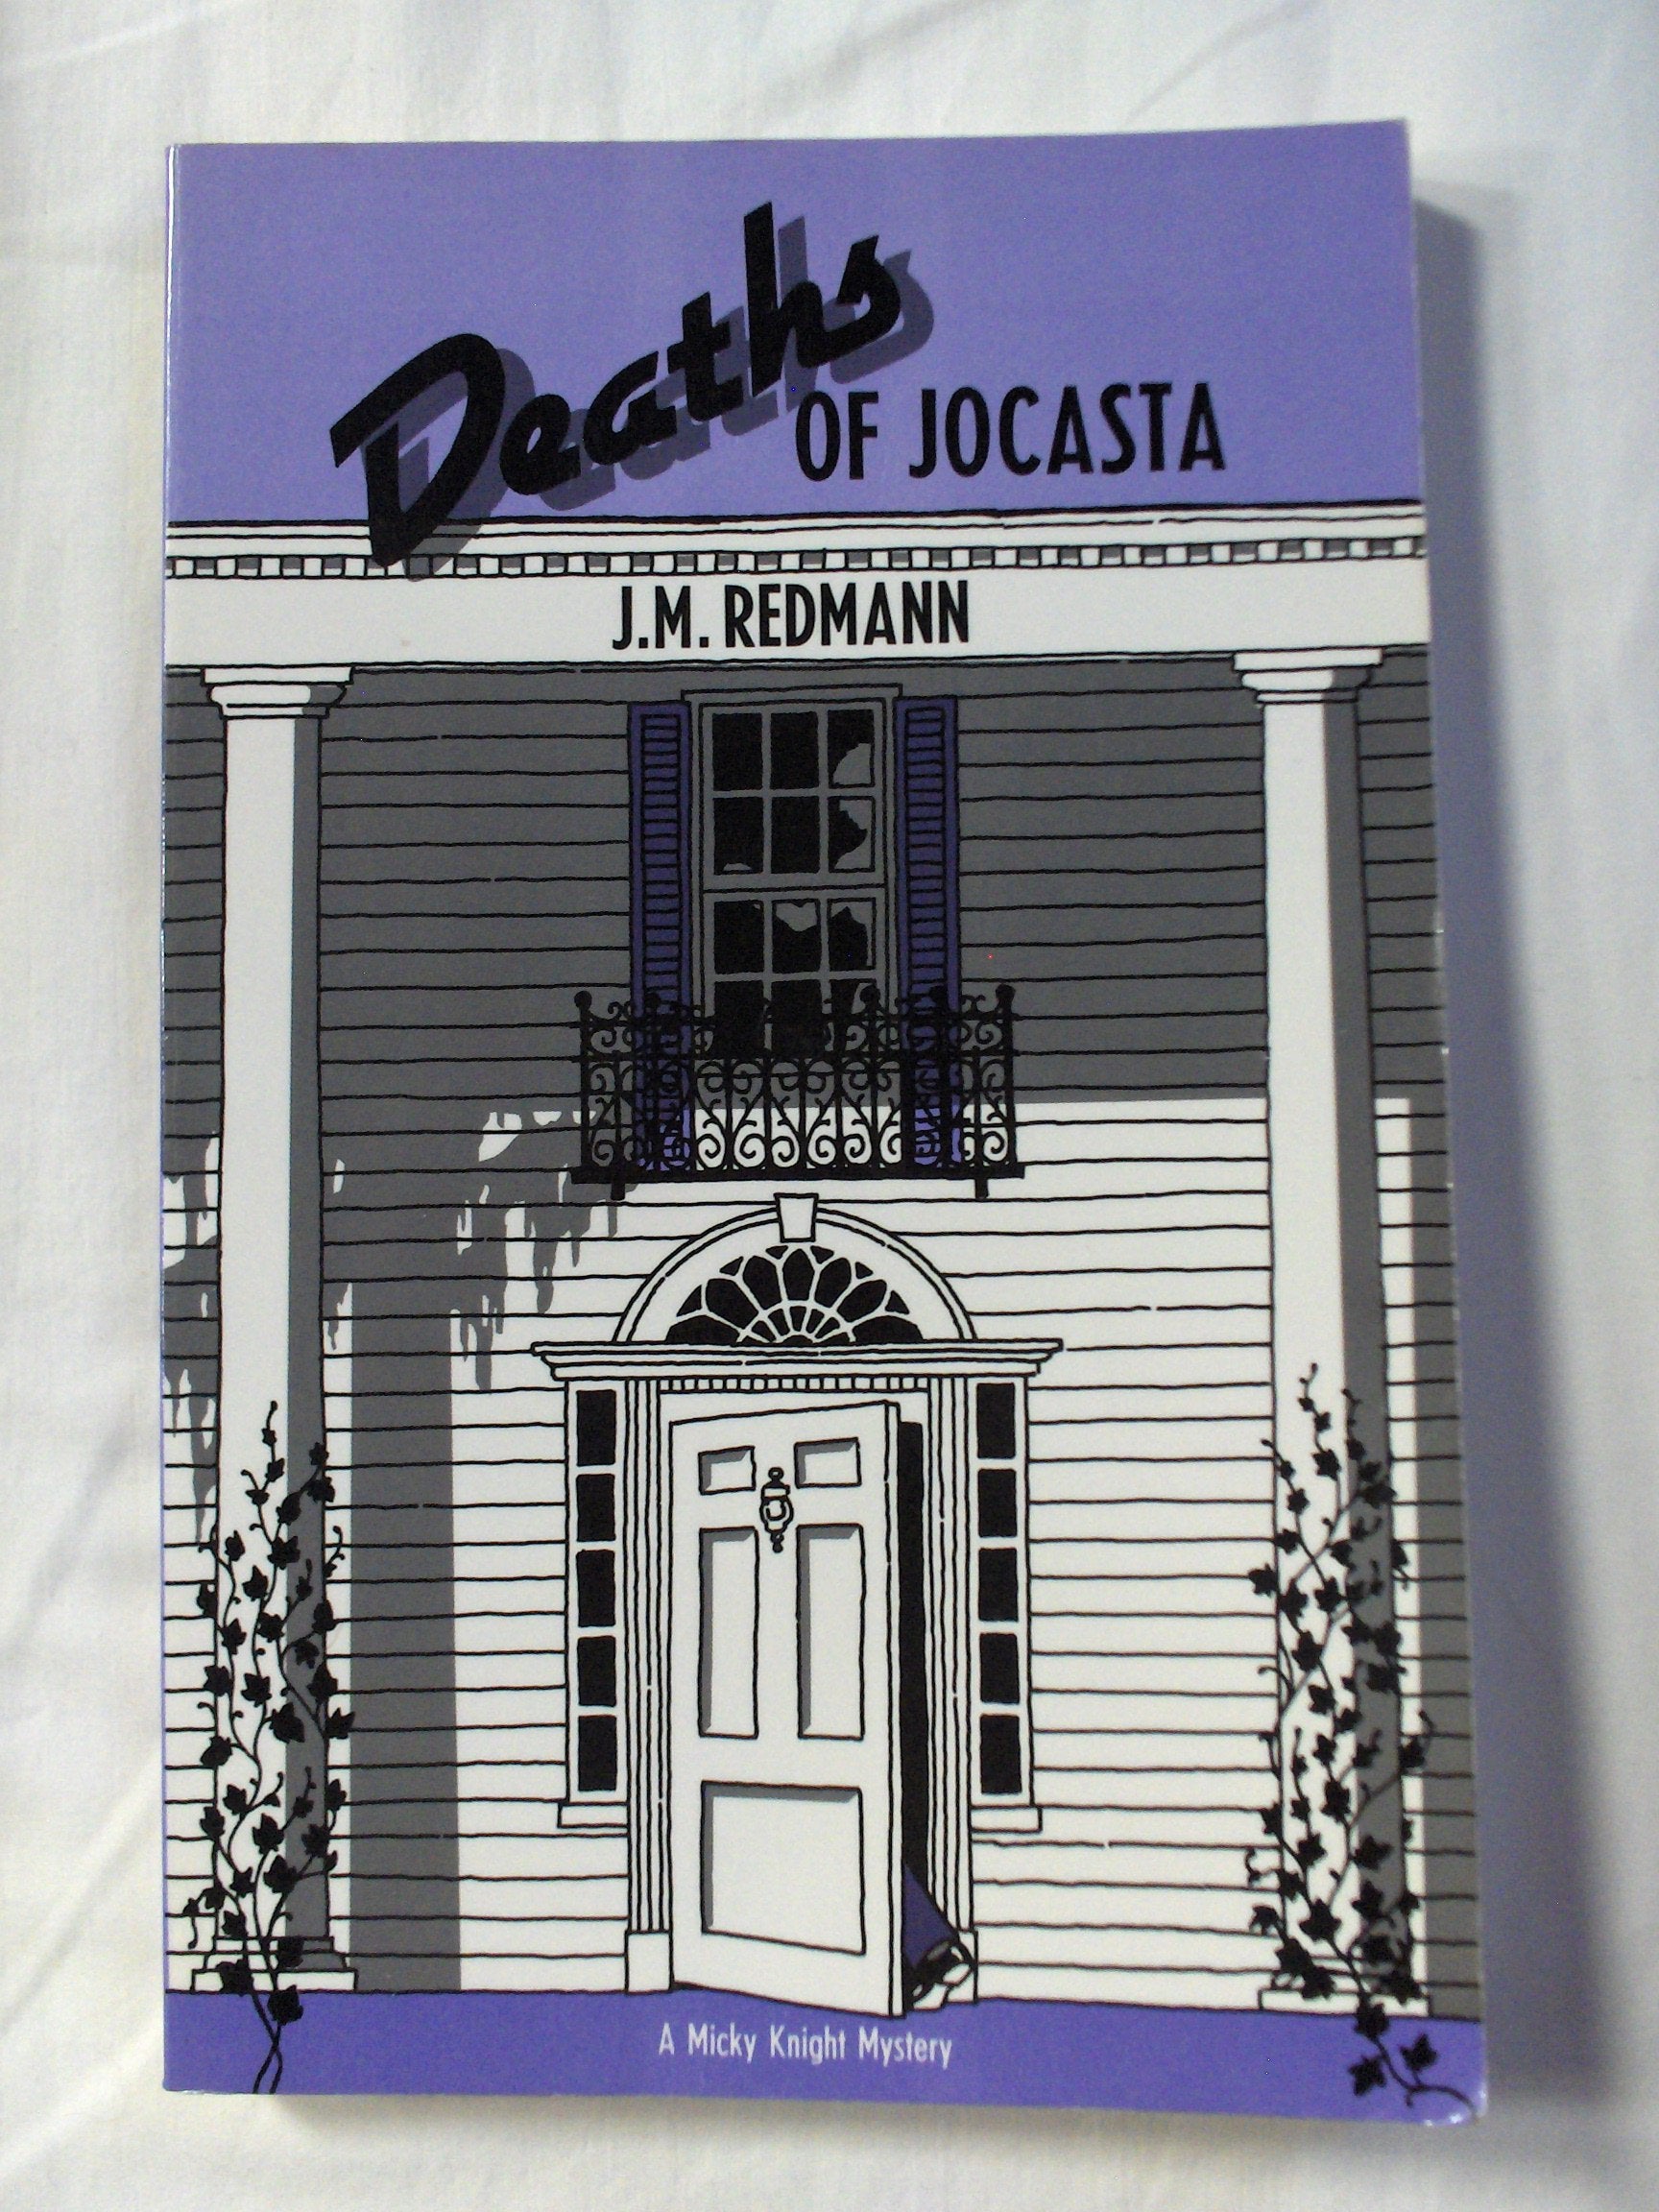 Deaths
OF JOCASTA
J.M. REDMANN
A Micky Knight Mystery